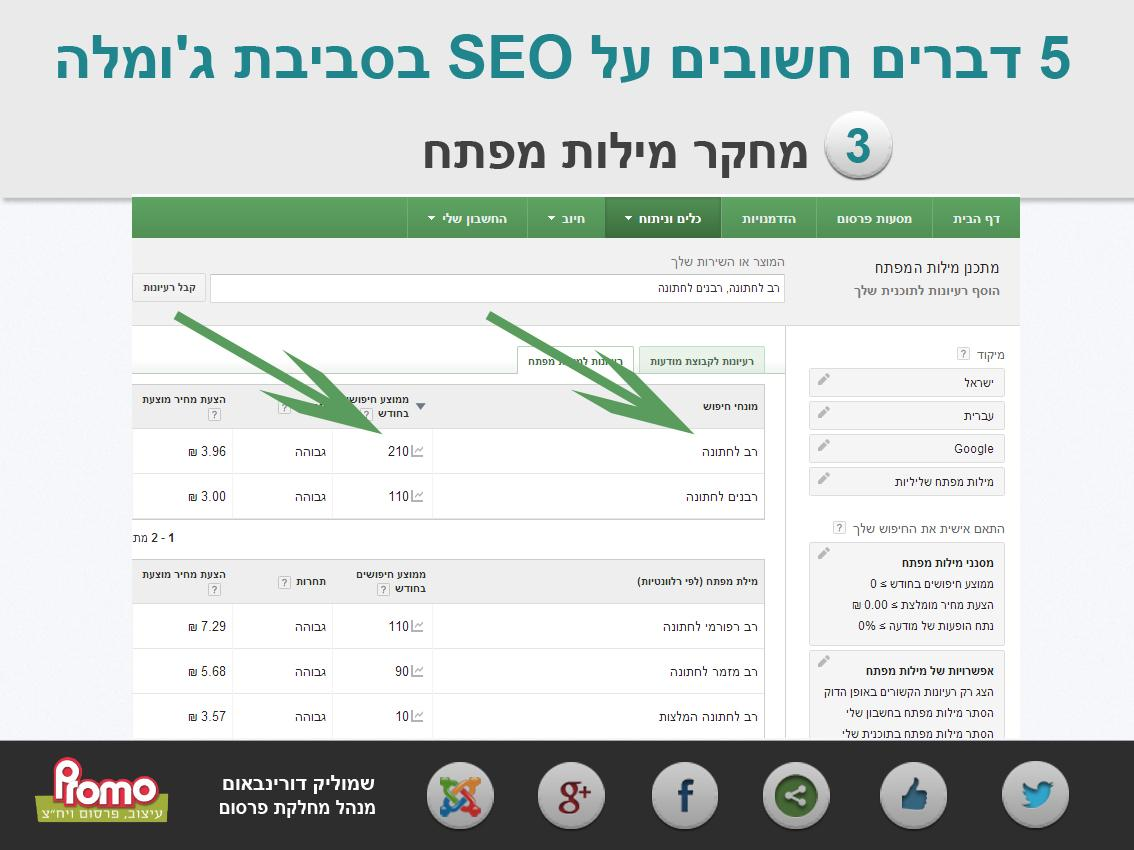 5 דברים חשובים על SEO בסביבת ג'ומלה
3 מחקר מילות מפתח
דף הבית מסעות פרסום הזדמנויות כלים וניתוח חיוב החשבון שלי
מתכנן מילות המפתח
הוסף רעיונות לתוכנית שלך
המוצר או השירות שלך
רב לחתונה, רבנים לחתונה
קבל רעיונות
מיקוד ?
ישראל
עברית
Google
מילות מפתח שליליות
התאם אישית את החיפוש שלך ?
מסנני מילות מפתח
ממוצע חיפושים בחודש ≥ 0
הצעת מחיר מומלצת ≥ 0.00 ₪
נתח הופעות של מודעה ≥ 0%
אפשרויות של מילות מפתח
הצג רק רעיונות הקשורים באופן הדוק
הסתר מילות מפתח בחשבון שלי
הסתר מילות מפתח בתוכנית שלי
רעיונות לקבוצת מודעות
מפתח
מונחי חיפוש
ממוצע חיפושים
בחודש ?
?
הצעת מחיר מוצעת
?
רב לחתונה 210 גבוהה 3.96 ₪
רבנים לחתונה 110 גבוהה 3.00 ₪
1 - 2 מת
מילת מפתח (לפי רלוונטיות)
ממוצע חיפושים
בחודש ?
תחרות ?
הצעת מחיר מוצעת
?
רב רפורמי לחתונה 110 גבוהה 7.29 ₪
רב מזמר לחתונה 90 גבוהה 5.68 ₪
רב לחתונה המלצות 10 גבוהה 3.57 ₪
g+
f
שמוליק דורינבאום
מנהל מחלקת פרסום
Promo
עיצוב, פרסום ויח"צ